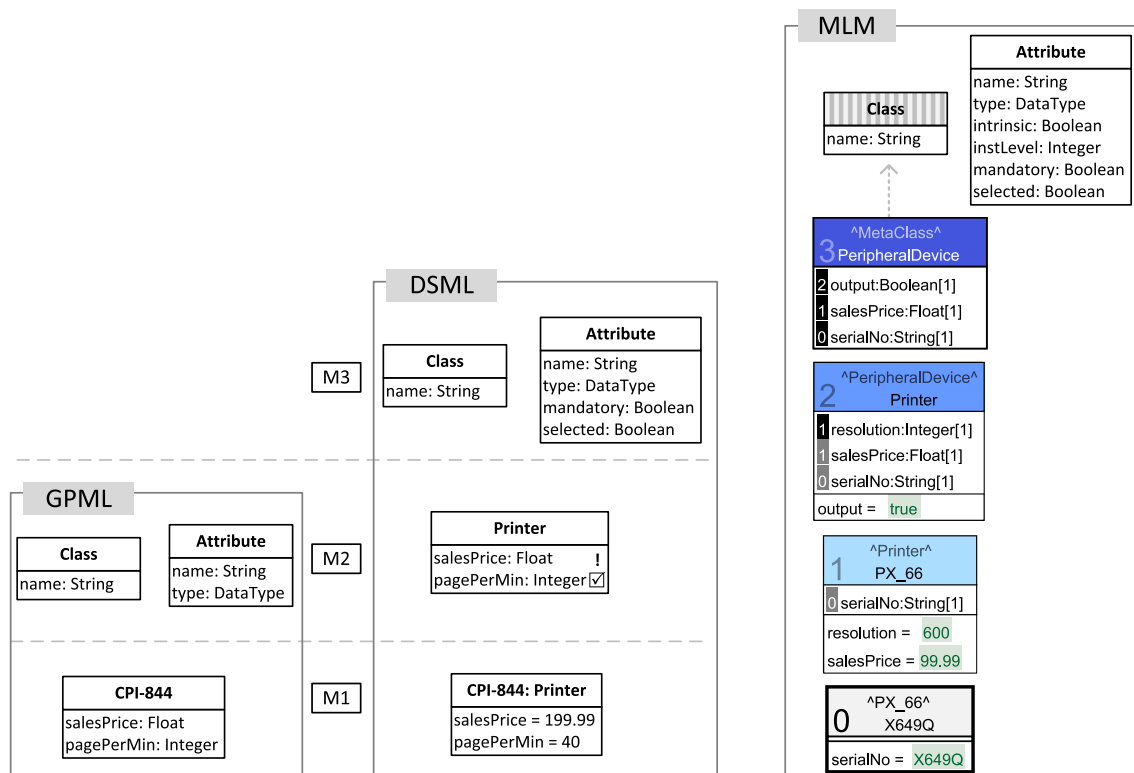 GPML
Class
name: String
Attribute
name: String
type: DataType
CPI-844
salesPrice: Float
pagePerMin: Integer
M3
M2
M1
DSML
Class
name: String
Attribute
name: String
type: DataType
mandatory: Boolean
selected: Boolean
Printer
salesPrice: Float !
pagePerMin: Integer ☑
CPI-844: Printer
salesPrice = 199.99
pagePerMin = 40
MLM
Class
name: String
Attribute
name: String
type: DataType
intrinsic: Boolean
instLevel: Integer
mandatory: Boolean
selected: Boolean
^MetaClass^
3 PeripheralDevice
2 output:Boolean[1]
1 salesPrice:Float[1]
0 serialNo:String[1]
^PeripheralDevice^
2 Printer
1 resolution:Integer[1]
1 salesPrice:Float[1]
0 serialNo:String[1]
output = true
^Printer^
1 PX_66
0 serialNo:String[1]
resolution = 600
salesPrice = 99.99
^PX_66^
0 X649Q
serialNo = X649Q